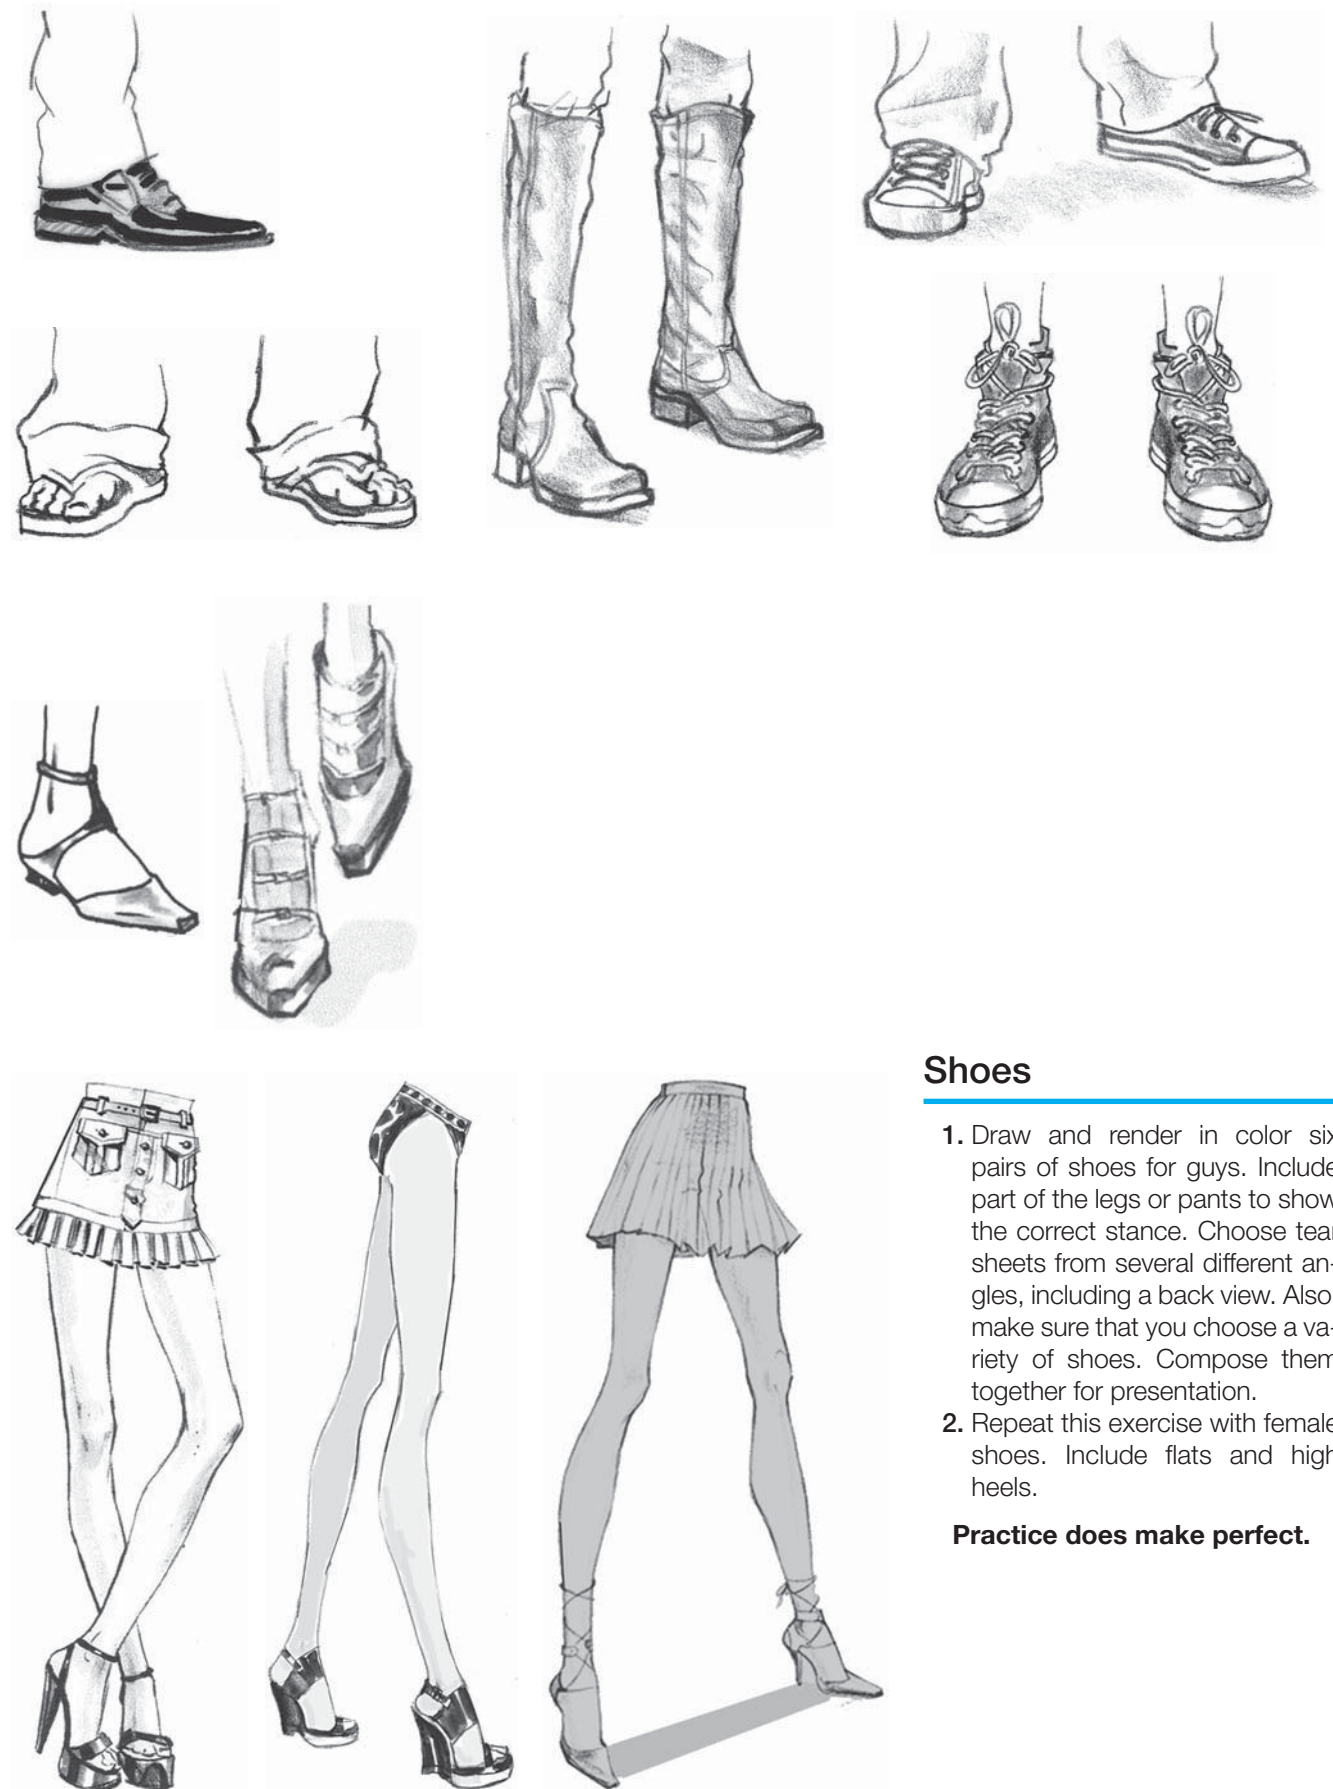 Shoes
1. Draw and render in color six
pairs of shoes for guys. Include
part of the legs or pants to show
the correct stance. Choose tear
sheets from several different an-
gles, including a back view. Also,
make sure that you choose a va-
riety of shoes. Compose them
together for presentation.
2. Repeat this exercise with female
shoes. Include flats and high
heels.
Practice does make perfect.